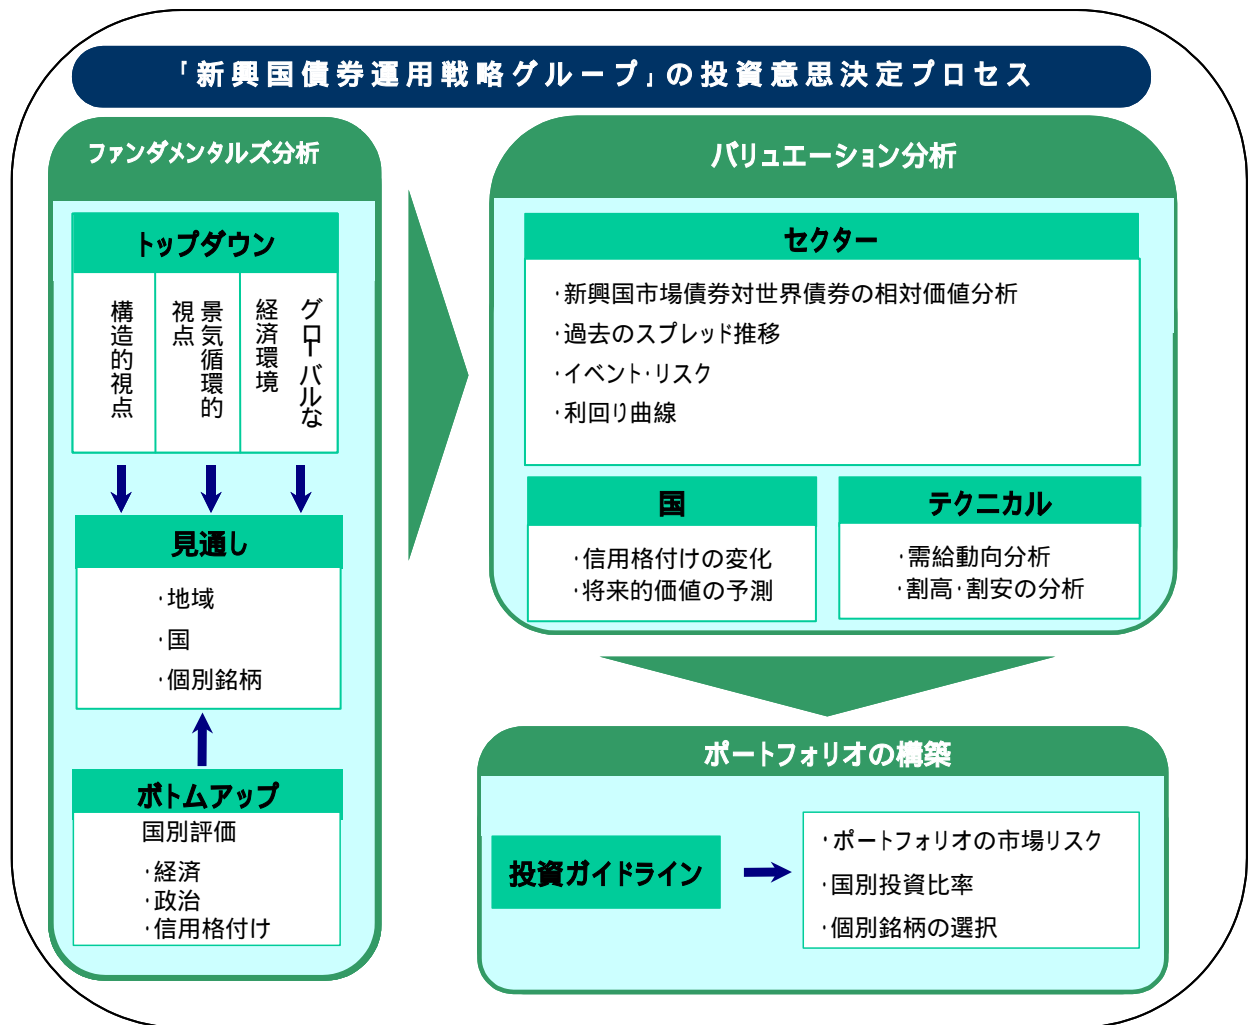 「新興国債券運用戦略グループ」の投資意思決定プロセス
ファンダメンタルズ分析
トップダウン
構造的視点
景気循環的
視点
グローバルな
経済環境
見通し
・地域
・国
・個別銘柄
ボトムアップ
国別評価
・経済
・政治
・信用格付け
バリュエーション分析
セクター
・新興国市場債券対世界債券の相対価値分析
・過去のスプレッド推移
・イベント・リスク
・利回り曲線
国
・信用格付けの変化
・将来的価値の予測
テクニカル
・需給動向分析
・割高・割安の分析
ポートフォリオの構築
投資ガイドライン
・ポートフォリオの市場リスク
・国別投資比率
・個別銘柄の選択